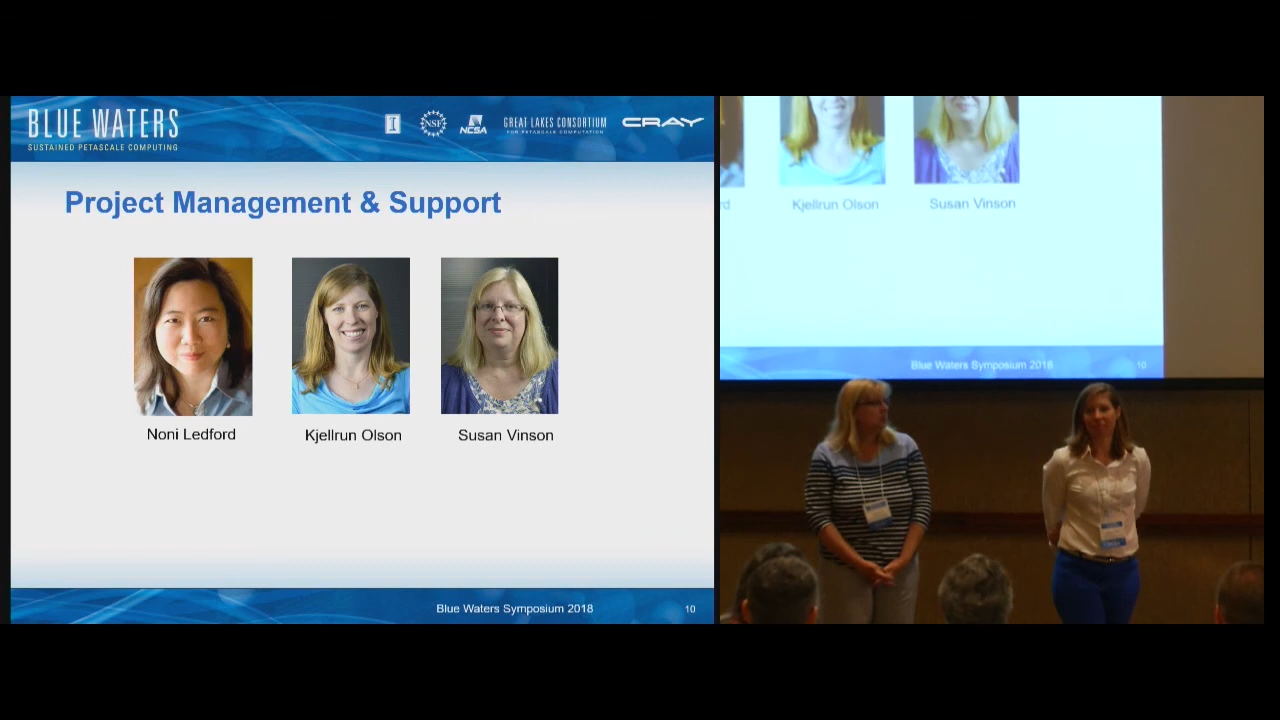 BLUE WATERS
SUSTAINED PETASCALE COMPUTING
I
NSF
NCSA
GREAT LAKES CONSORTIUM
FOR PETASCALE COMPUTATION
CRAY
Project Management & Support
Noni Ledford
Kjellrun Olson
Susan Vinson
Blue Waters Symposium 2018
10
rd
Kjellrun Olson
Susan Vinson
Blue Waters Symposium 2018
10